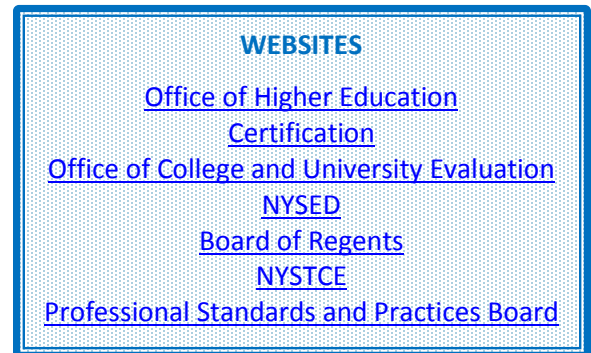 WEBSITES
Office of Higher Education
Certification
Office of College and University Evaluation
NYSED
Board of Regents
NYSTCE
Professional Standards and Practices Board